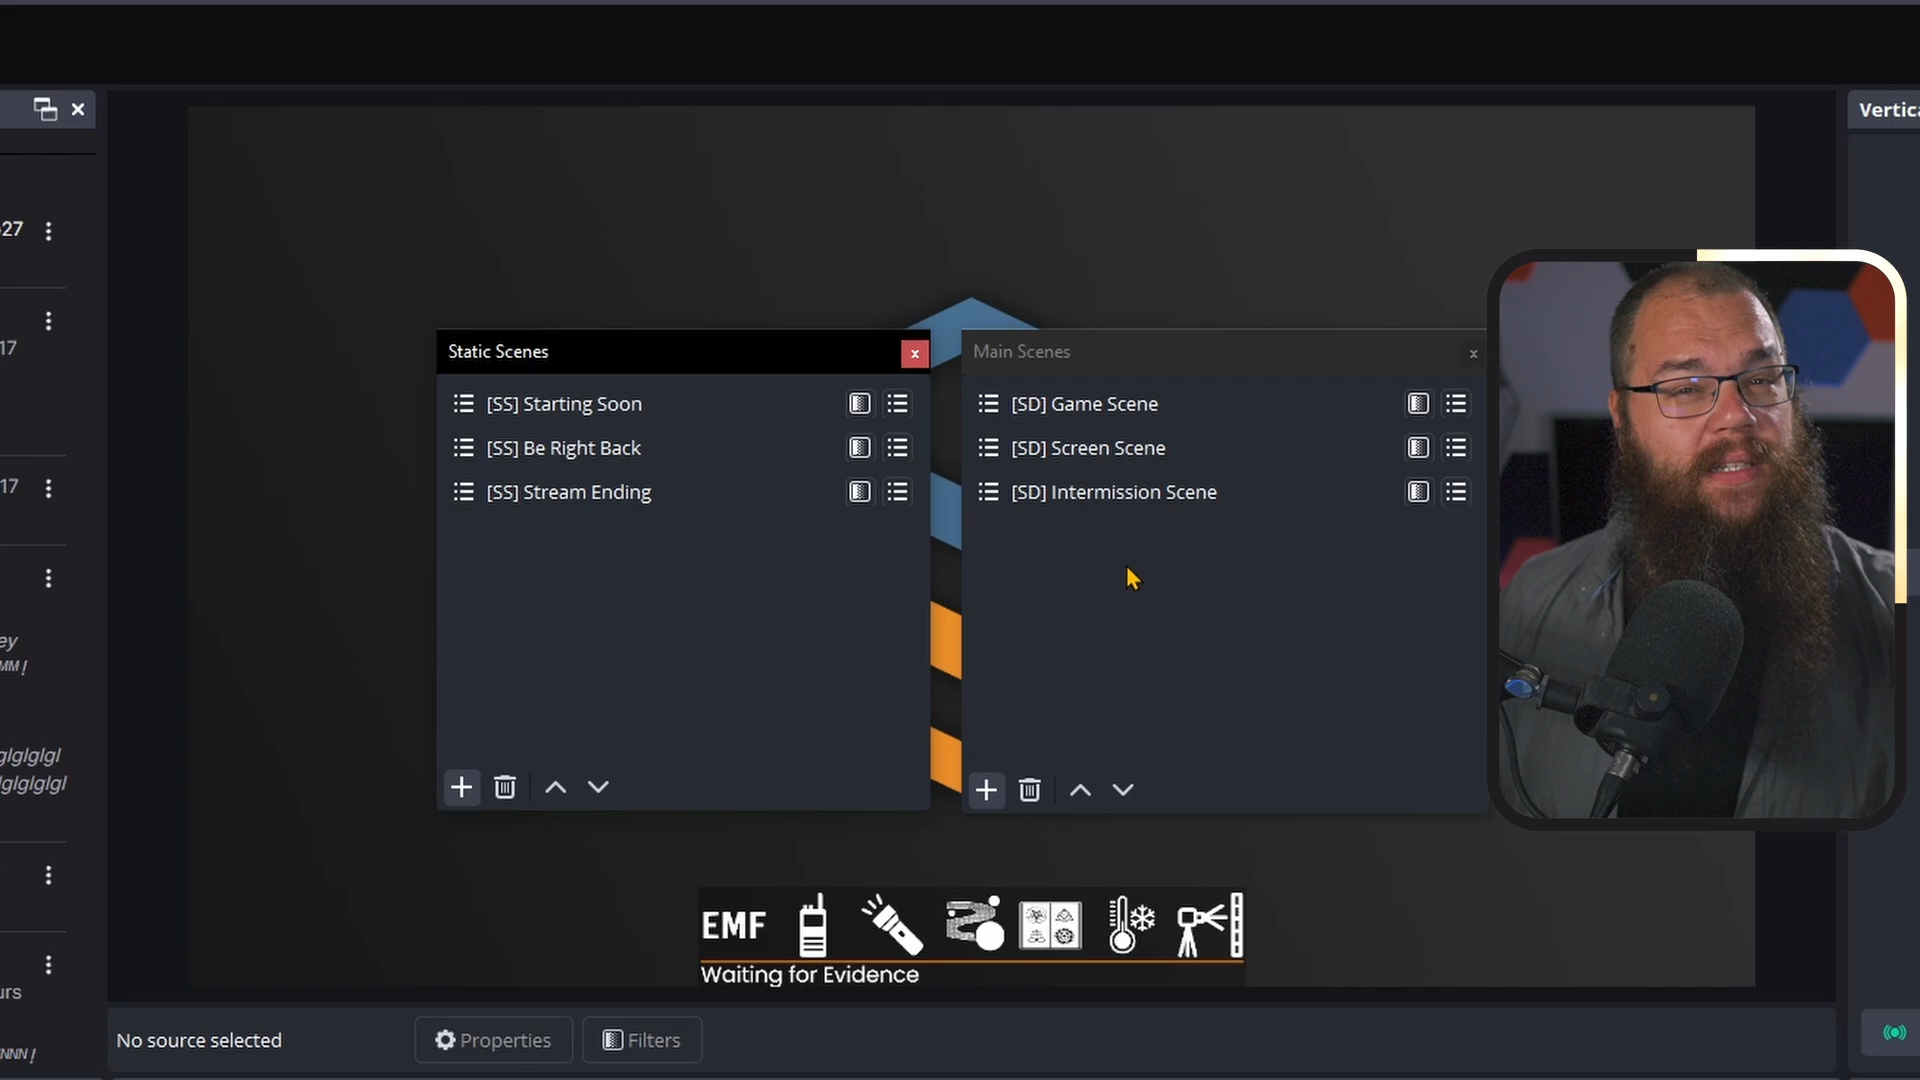 Vertica
27
17
17
ey
MM!
glglglgl
lglglglgl
urs
NNN!
Static Scenes
[SS] Starting Soon
[SS] Be Right Back
[SS] Stream Ending
Main Scenes
[SD] Game Scene
[SD] Screen Scene
[SD] Intermission Scene
EMF
Waiting for Evidence
No source selected
Properties
Filters